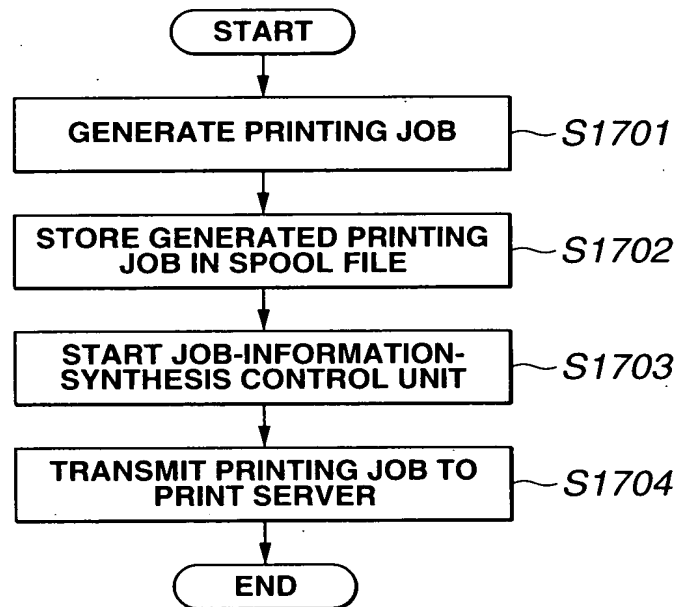 START
GENERATE PRINTING JOB
S1701
STORE GENERATED PRINTING
JOB IN SPOOL FILE
S1702
START JOB-INFORMATION-
SYNTHESIS CONTROL UNIT
S1703
TRANSMIT PRINTING JOB TO
PRINT SERVER
S1704
END